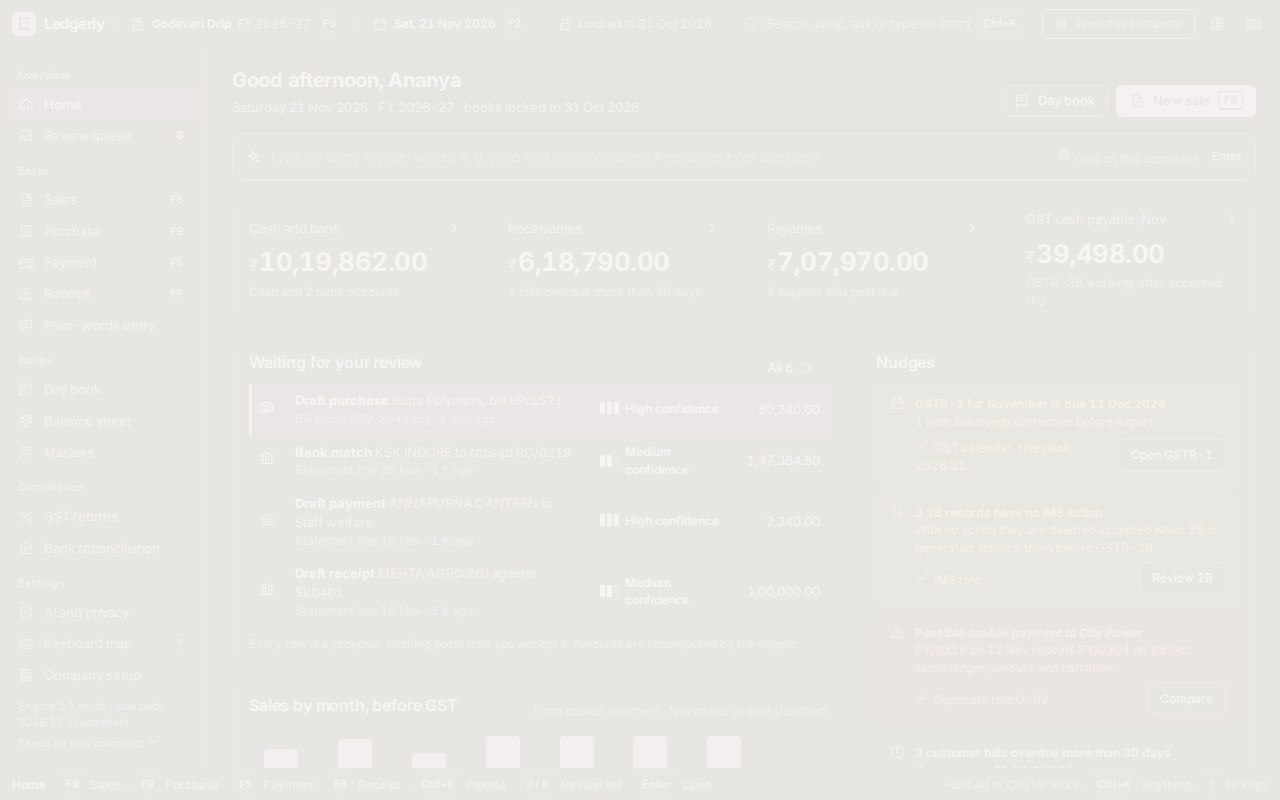 Ledgerly
Godavari Drip FY 2026-27 F3
Sat, 21 Nov 2026 F2
Locked to 31 Oct 2026
Search, jump, ask or type an entry Ctrl+K
AI on this computer
Overview
Home
Review queue 6
Enter
Sales F8
Purchase F9
Payment F5
Receipt F6
Plain-words entry
Books
Day book
Balance sheet
Masters
Compliance
GST returns
Bank reconciliation
Settings
AI and privacy
Keyboard map ?
Company setup
Engine 0.1 mock · rule pack
2026.11 (illustrative)
Saved on this computer
Good afternoon, Ananya
Saturday 21 Nov 2026 · FY 2026-27 · books locked to 31 Oct 2026
Day book
New sale F8
Type an entry in plain words, e.g. paid rent 25k to Sharma Properties from Saptagiri
runs on this computer Enter
Cash and bank
₹10,19,862.00
Cash and 2 bank accounts
Receivables
₹6,18,790.00
3 bills overdue more than 30 days
Payables
₹7,07,970.00
3 supplier bills past due
GST cash payable, Nov
₹39,498.00
GSTR-3B working, after accepted
ITC
Waiting for your review
All 6
Draft purchase Rupa Polymers, bill RP/5521
Bill photo IMG_2041.jpg · 2 min ago
High confidence
80,240.00
Bank match KSK INDORE to receipt RC/0219
Statement line 20 Nov · 1 h ago
Medium
confidence
1,47,384.50
Draft payment ANNAPURNA CANTEEN to
Staff welfare
Statement line 16 Nov · 1 h ago
High confidence
2,340.00
Draft receipt MEHTA AGRO IND against
SI/0401
Statement line 19 Nov · 1 h ago
Medium
confidence
1,00,000.00
Every row is a proposal. Nothing posts until you accept it. Amounts are recomputed by the engine.
Sales by month, before GST
From posted vouchers · November to date (hatched)
Nudges
GSTR-1 for November is due 11 Dec 2026
1 item line needs correction before export.
GST calendar, rule pack
2026.11
Open GSTR-1
3 2B records have no IMS action
With no action they are deemed accepted when 2B is
generated. Review them before GSTR-3B.
IMS rule
Review 2B
Possible double payment to City Power
PY/0316 on 12 Nov repeats PY/0304 on 28 Oct:
same ledger, amount and narration.
Duplicate rule D-02
Compare
3 customer bills overdue more than 30 days
Home F8 Sales F9 Purchase F5 Payment F6 Receipt Ctrl+K Palette J / K Review list Enter Open
Hold Alt or Ctrl for more · Ctrl+K anything · ? all keys